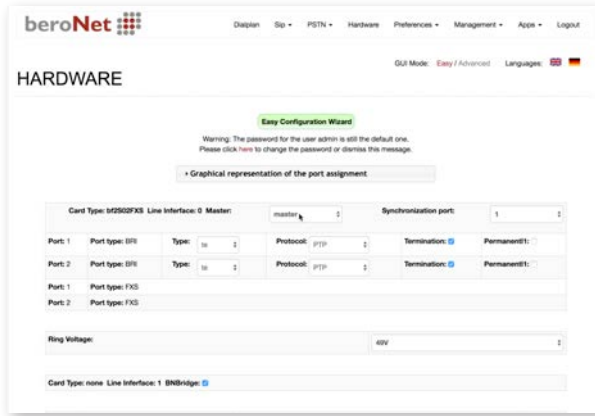 beroNet
Dialplan Sip PSTN Hardware Preferences Management Apps Logout
GUI Mode: Easy / Advanced Languages:
HARDWARE
Easy Configuration Wizard
Warning: The password for the user admin is still the default one.
Please click here to change the password or dismiss this message.
Graphical representation of the port assignment
Card Type: bf2S02FXS Line Interface: 0 Master: master Synchronization port: 1
Port: 1 Port type: BRI Type: te Protocol: PTP Termination: Permanentl1:
Port: 2 Port type: BRI Type: te Protocol: PTP Termination: Permanentl1:
Port: 1 Port type: FXS
Port: 2 Port type: FXS
Ring Voltage: 49V
Card Type: none Line Interface: 1 BNBridge: